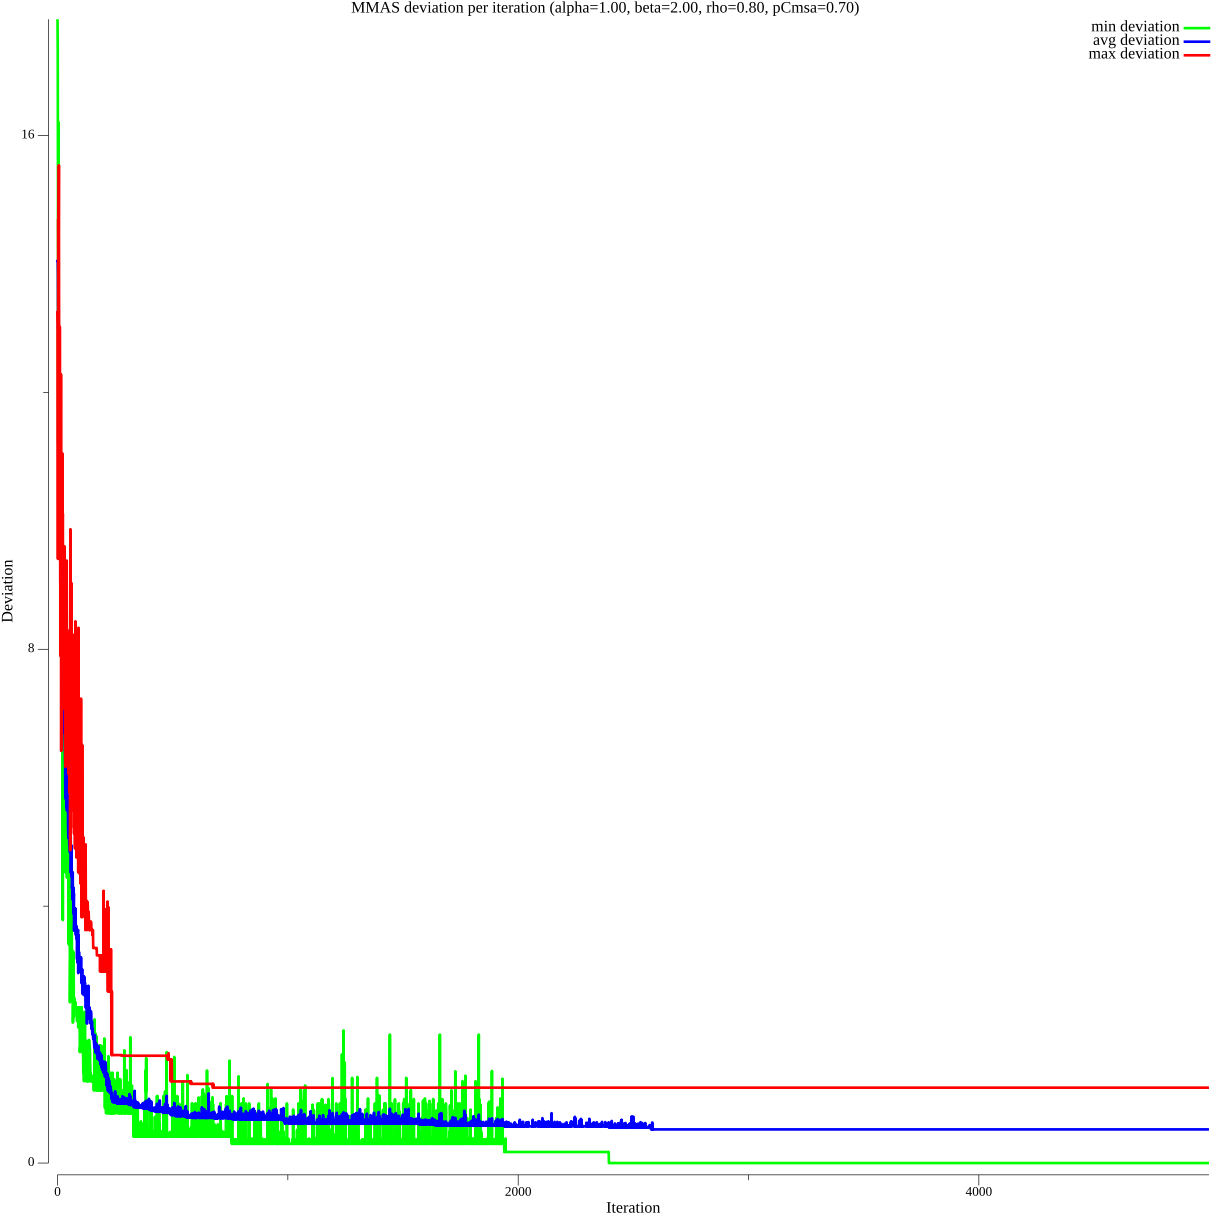 MMAS deviation per iteration (alpha=1.00, beta=2.00, rho=0.80, pCmsa=0.70)
min deviation
avg deviation
max deviation
16
8
0
Deviation
0
2000
4000
Iteration